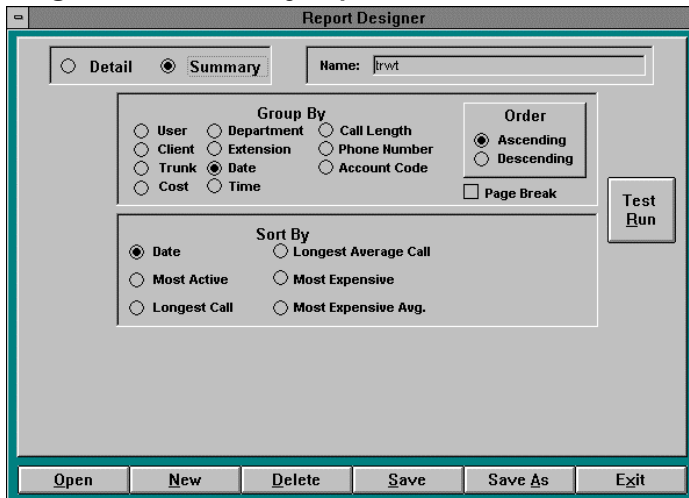 Report Designer
Detail Summary Name: trwt
Group By
User Department Call Length
Client Extension Phone Number
Trunk Date Account Code
Cost Time
Order
Ascending
Descending
Page Break
Test
Run
Sort By
Date Longest Average Call
Most Active Most Expensive
Longest Call Most Expensive Avg.
Open New Delete Save Save As Exit